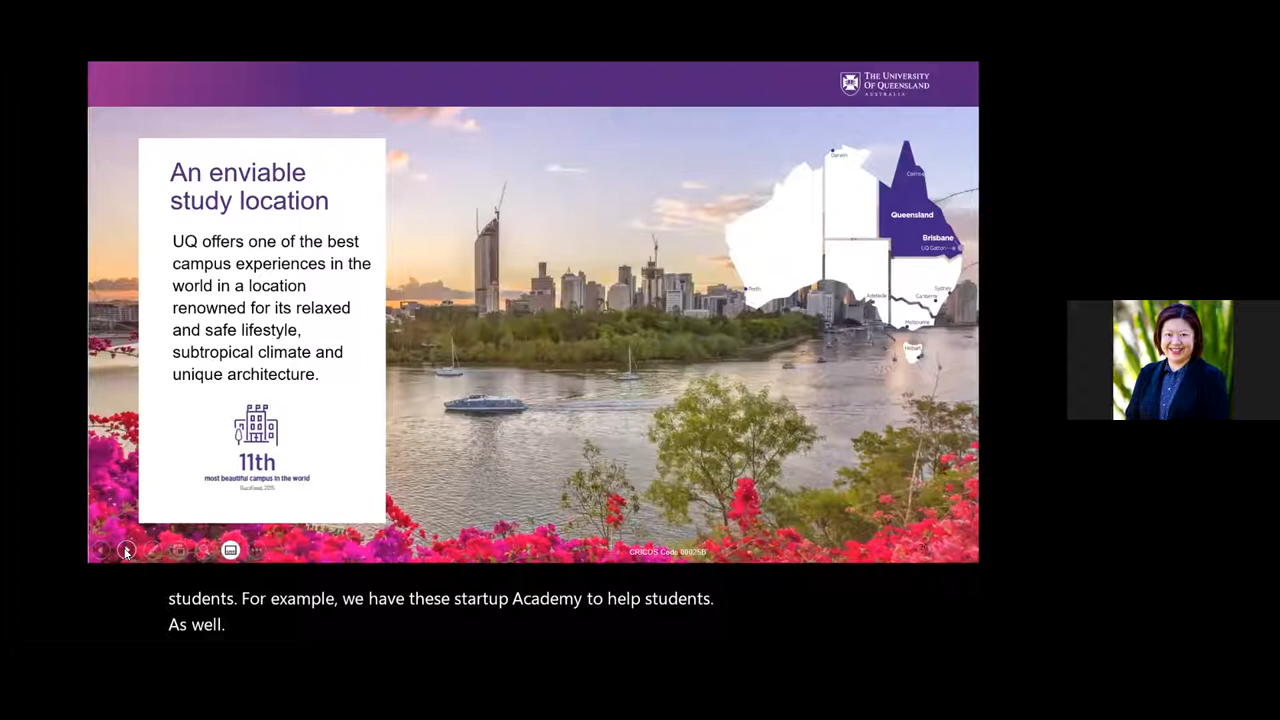 THE UNIVERSITY
OF QUEENSLAND
AUSTRALIA
An enviable
study location
UQ offers one of the best
campus experiences in the
world in a location
renowned for its relaxed
and safe lifestyle,
subtropical climate and
unique architecture.
11th
most beautiful campus in the world
BuzzFeed, 2015
Darwin
Cairns
Queensland
Brisbane
UQ Gatton
Perth
Adelaide
Sydney
Canberra
Melbourne
Hobart
CRICOS Code 00025B
students. For example, we have these startup Academy to help students.
As well.